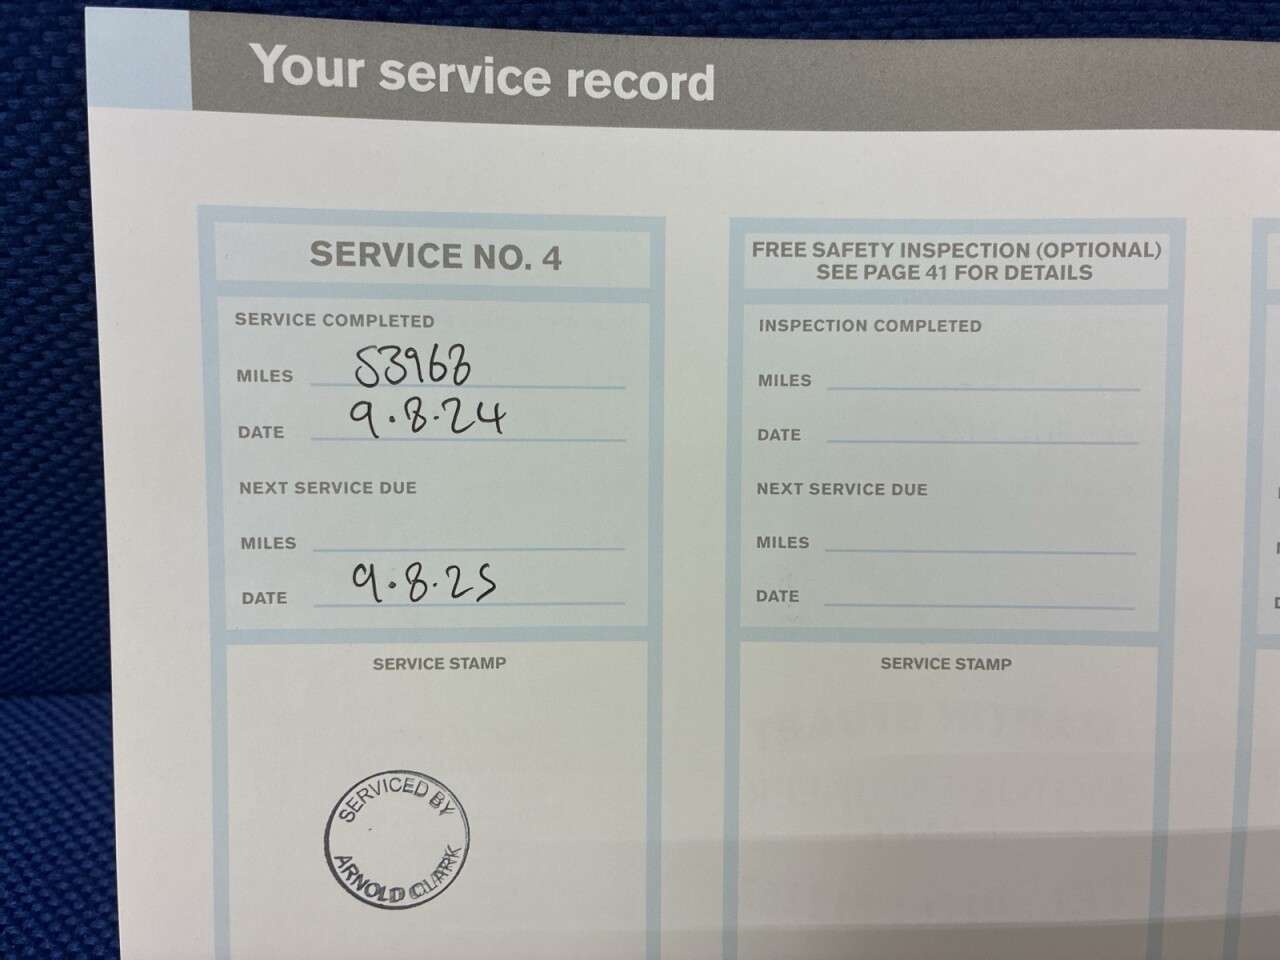 Your service record
SERVICE NO. 4
SERVICE COMPLETED
MILES 53968
DATE 9.8.24
NEXT SERVICE DUE
MILES
DATE 9.8.25
SERVICE STAMP
SERVICED BY
ARNOLD CLARK
FREE SAFETY INSPECTION (OPTIONAL)
SEE PAGE 41 FOR DETAILS
INSPECTION COMPLETED
MILES
DATE
NEXT SERVICE DUE
MILES
DATE
SERVICE STAMP